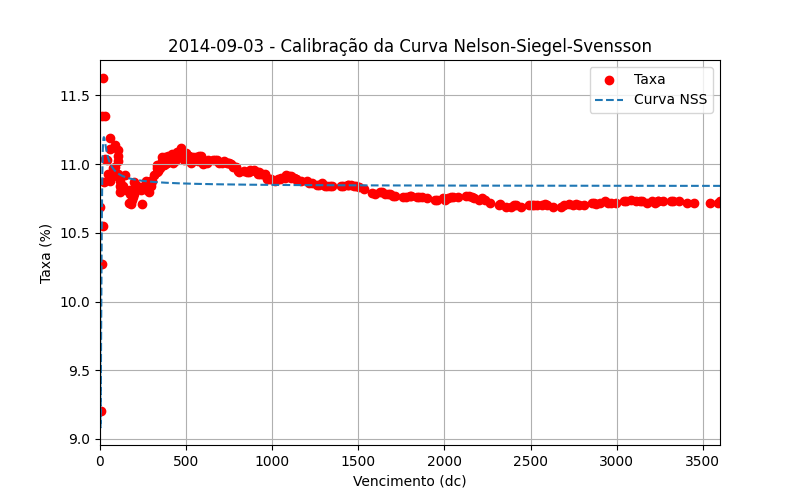 2014-09-03 - Calibração da Curva Nelson-Siegel-Svensson
Taxa
Curva NSS
11.5
11.0
10.5
10.0
9.5
9.0
Taxa (%)
0
500
1000
1500
2000
2500
3000
3500
Vencimento (dc)